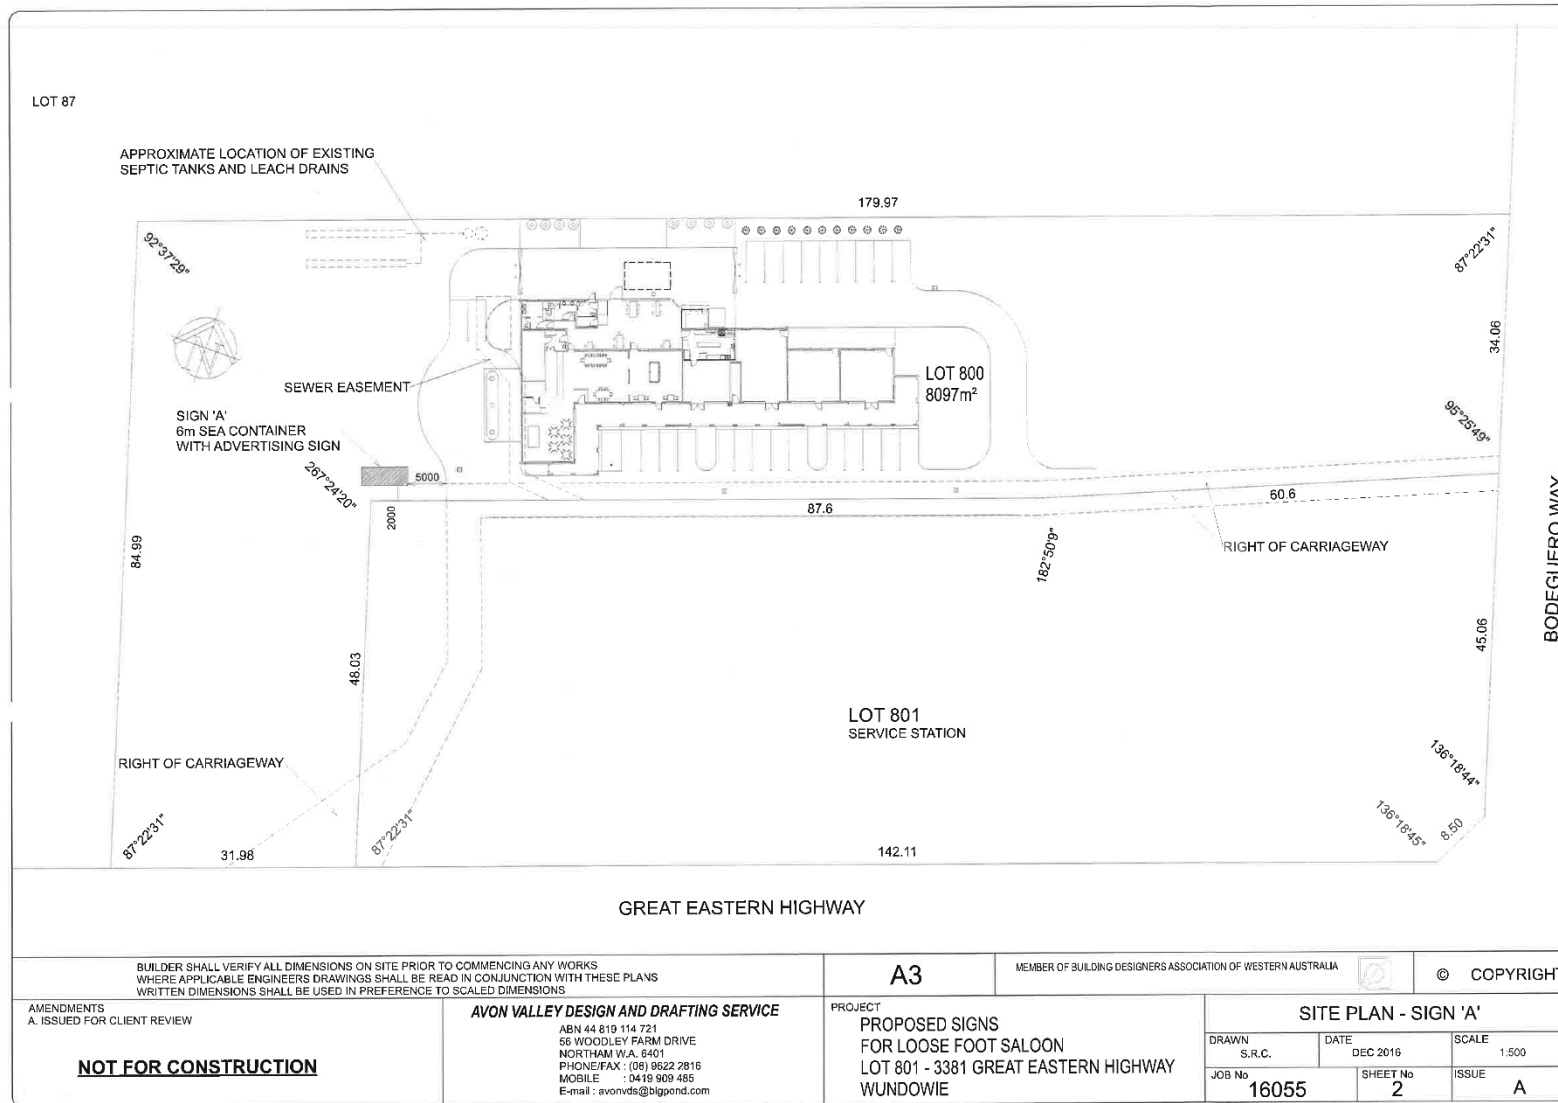 LOT 87
APPROXIMATE LOCATION OF EXISTING
SEPTIC TANKS AND LEACH DRAINS
179.97
92°37'29"
87°22'31"
34.06
SEWER EASEMENT
LOT 800
8097m²
SIGN 'A'
6m SEA CONTAINER
WITH ADVERTISING SIGN
95°25'49"
267°24'20"
5000
2000
87.6
60.6
182°50'9"
RIGHT OF CARRIAGEWAY
BODEGUERO WAY
84.99
48.03
45.06
LOT 801
SERVICE STATION
RIGHT OF CARRIAGEWAY
136°18'44"
136°18'45"
8.50
87°22'31"
87°22'31"
31.98
142.11
GREAT EASTERN HIGHWAY
BUILDER SHALL VERIFY ALL DIMENSIONS ON SITE PRIOR TO COMMENCING ANY WORKS
WHERE APPLICABLE ENGINEERS DRAWINGS SHALL BE READ IN CONJUNCTION WITH THESE PLANS
WRITTEN DIMENSIONS SHALL BE USED IN PREFERENCE TO SCALED DIMENSIONS
A3
MEMBER OF BUILDING DESIGNERS ASSOCIATION OF WESTERN AUSTRALIA
© COPYRIGHT
AMENDMENTS
A. ISSUED FOR CLIENT REVIEW
NOT FOR CONSTRUCTION
AVON VALLEY DESIGN AND DRAFTING SERVICE
ABN 44 819 114 721
56 WOODLEY FARM DRIVE
NORTHAM W.A. 6401
PHONE/FAX : (08) 9622 2816
MOBILE : 0419 909 485
E-mail : avonvds@bigpond.com
PROJECT
PROPOSED SIGNS
FOR LOOSE FOOT SALOON
LOT 801 - 3381 GREAT EASTERN HIGHWAY
WUNDOWIE
SITE PLAN - SIGN 'A'
DRAWN
S.R.C.
DATE
DEC 2016
SCALE
1:500
JOB No
16055
SHEET No
2
ISSUE
A